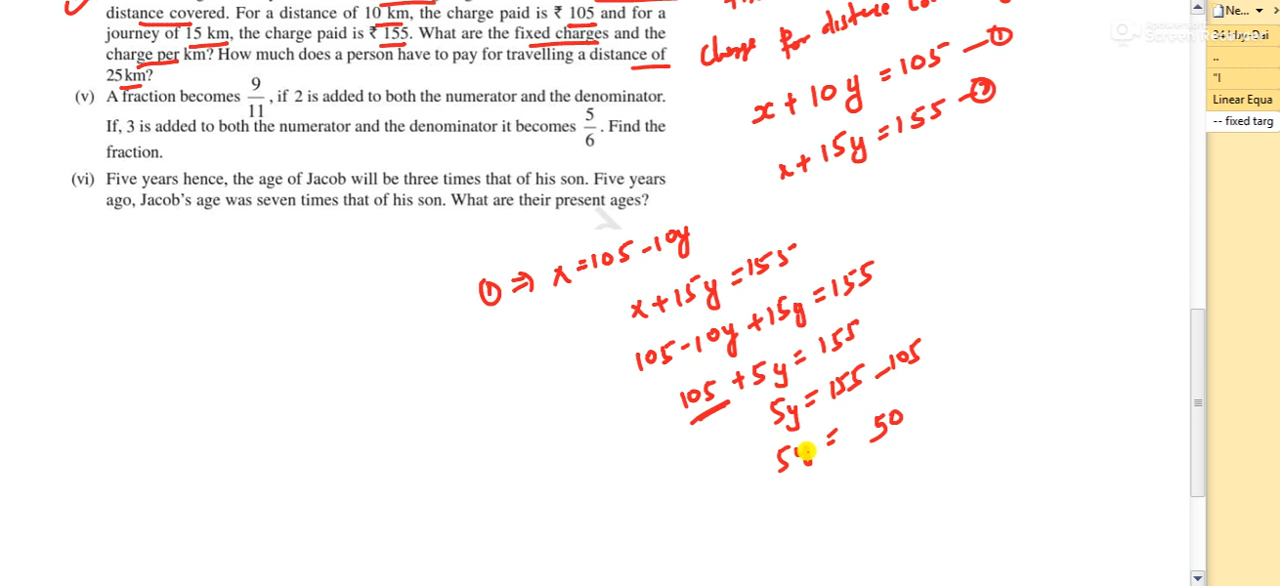 distance covered. For a distance of 10 km, the charge paid is ₹ 105 and for a
journey of 15 km, the charge paid is ₹ 155. What are the fixed charges and the
charge per km? How much does a person have to pay for travelling a distance of
25 km?
(v) A fraction becomes 9/11, if 2 is added to both the numerator and the denominator.
If, 3 is added to both the numerator and the denominator it becomes 5/6. Find the
fraction.
(vi) Five years hence, the age of Jacob will be three times that of his son. Five years
ago, Jacob's age was seven times that of his son. What are their present ages?
Charge for distance
x + 10y = 105 — ①
x + 15y = 155 — ②
① ⇒ x = 105 - 10y
x + 15y = 155
105 - 10y + 15y = 155
105 + 5y = 155
5y = 155 - 105
5y = 50
Ne...
..
"I
Linear Equa
-- fixed targ